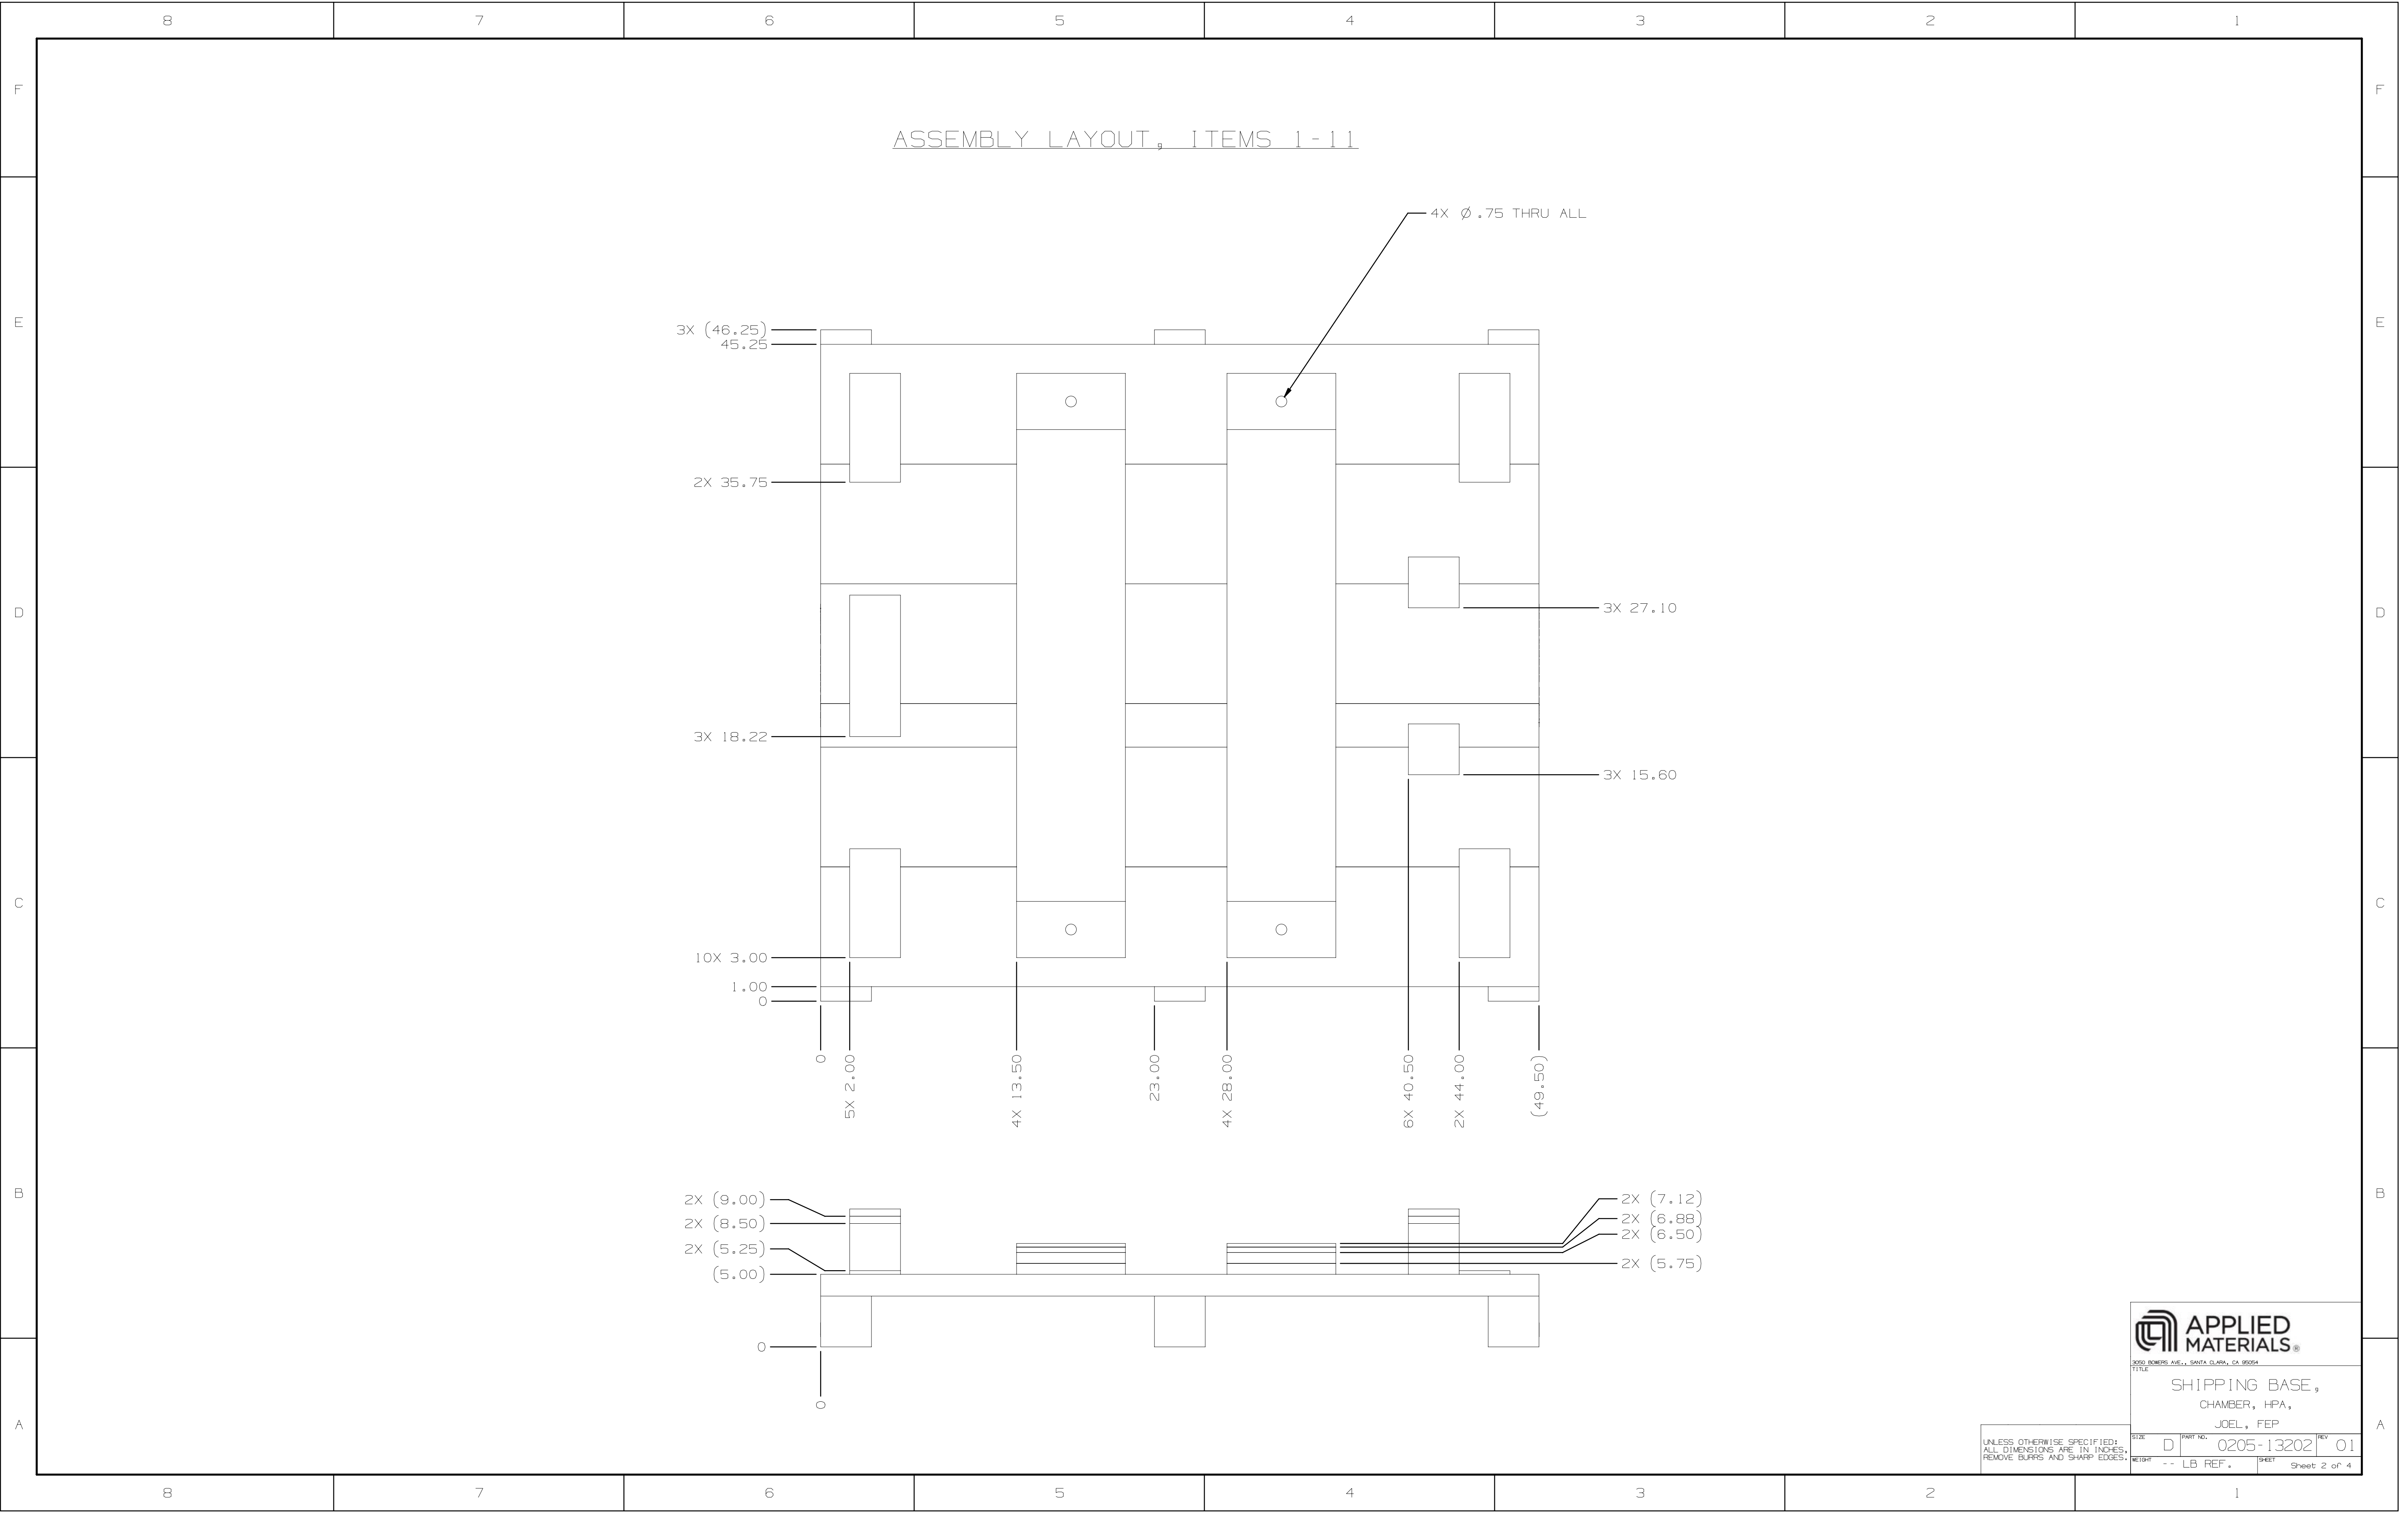 8 7 6 5 4 3 2 1
F F
ASSEMBLY LAYOUT, ITEMS 1-11
4X Ø.75 THRU ALL
E E
3X (46.25)
45.25
2X 35.75
3X 27.10
D D
3X 18.22
3X 15.60
C C
10X 3.00
1.00
0
0
5X 2.00
4X 13.50
23.00
4X 28.00
6X 40.50
2X 44.00
(49.50)
B B
2X (9.00)
2X (8.50)
2X (5.25)
(5.00)
0
0
2X (7.12)
2X (6.88)
2X (6.50)
2X (5.75)
A A
APPLIED
MATERIALS®
3050 BOWERS AVE., SANTA CLARA, CA 95054
TITLE
SHIPPING BASE,
CHAMBER, HPA,
JOEL, FEP
UNLESS OTHERWISE SPECIFIED:
ALL DIMENSIONS ARE IN INCHES.
REMOVE BURRS AND SHARP EDGES.
SIZE D PART NO. 0205-13202 REV 01
WEIGHT -- LB REF. SHEET Sheet 2 of 4
8 7 6 5 4 3 2 1